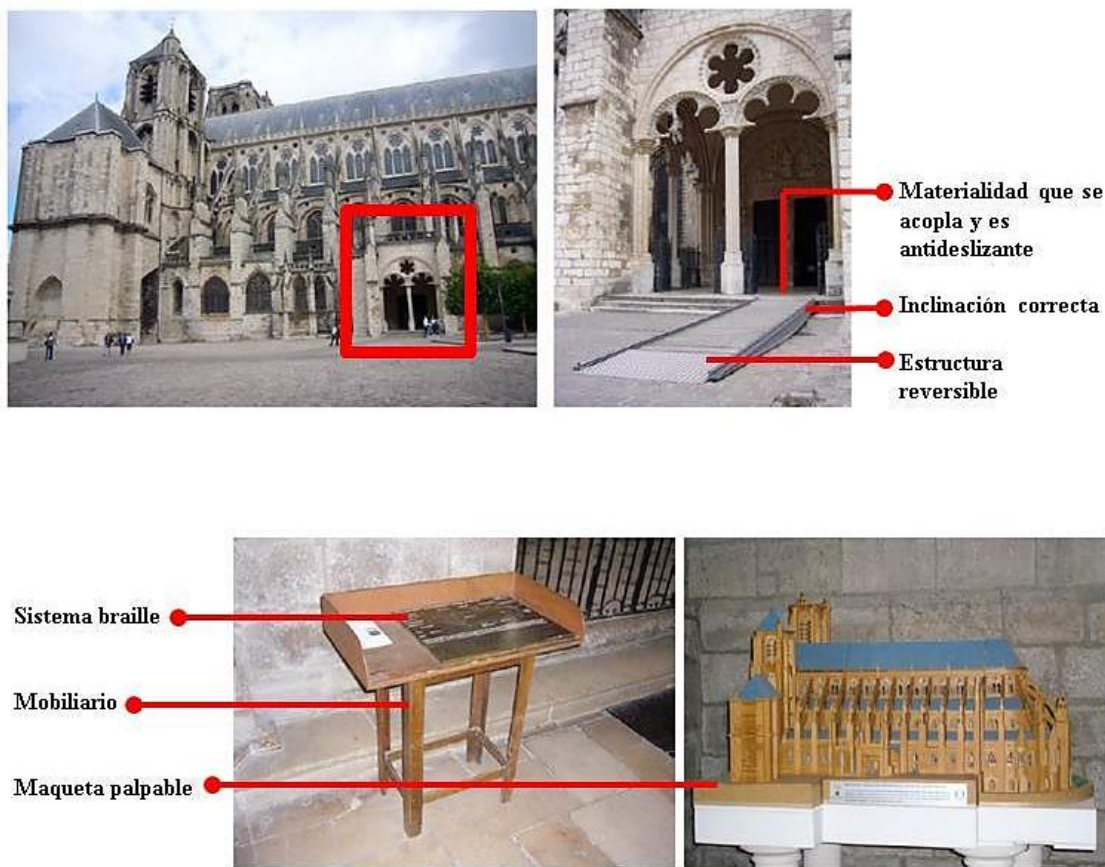 Materialidad que se
acopla y es
antideslizante
Inclinación correcta
Estructura
reversible
Sistema braille
Mobiliario
Maqueta palpable